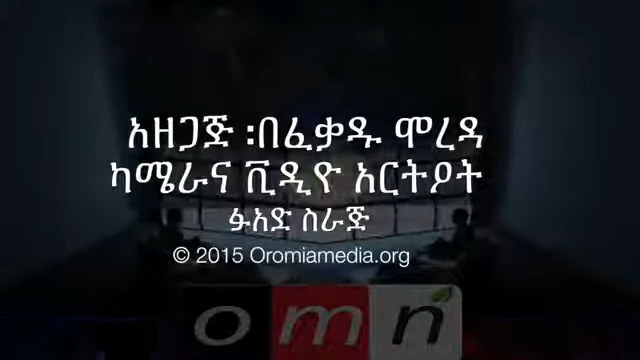 አዘጋጅ ፡በፈቃዱ ሞረዳ
ካሜራና ቪዲዮ አርትዖት
ፉአድ ስራጅ
© 2015 Oromiamedia.org
omn